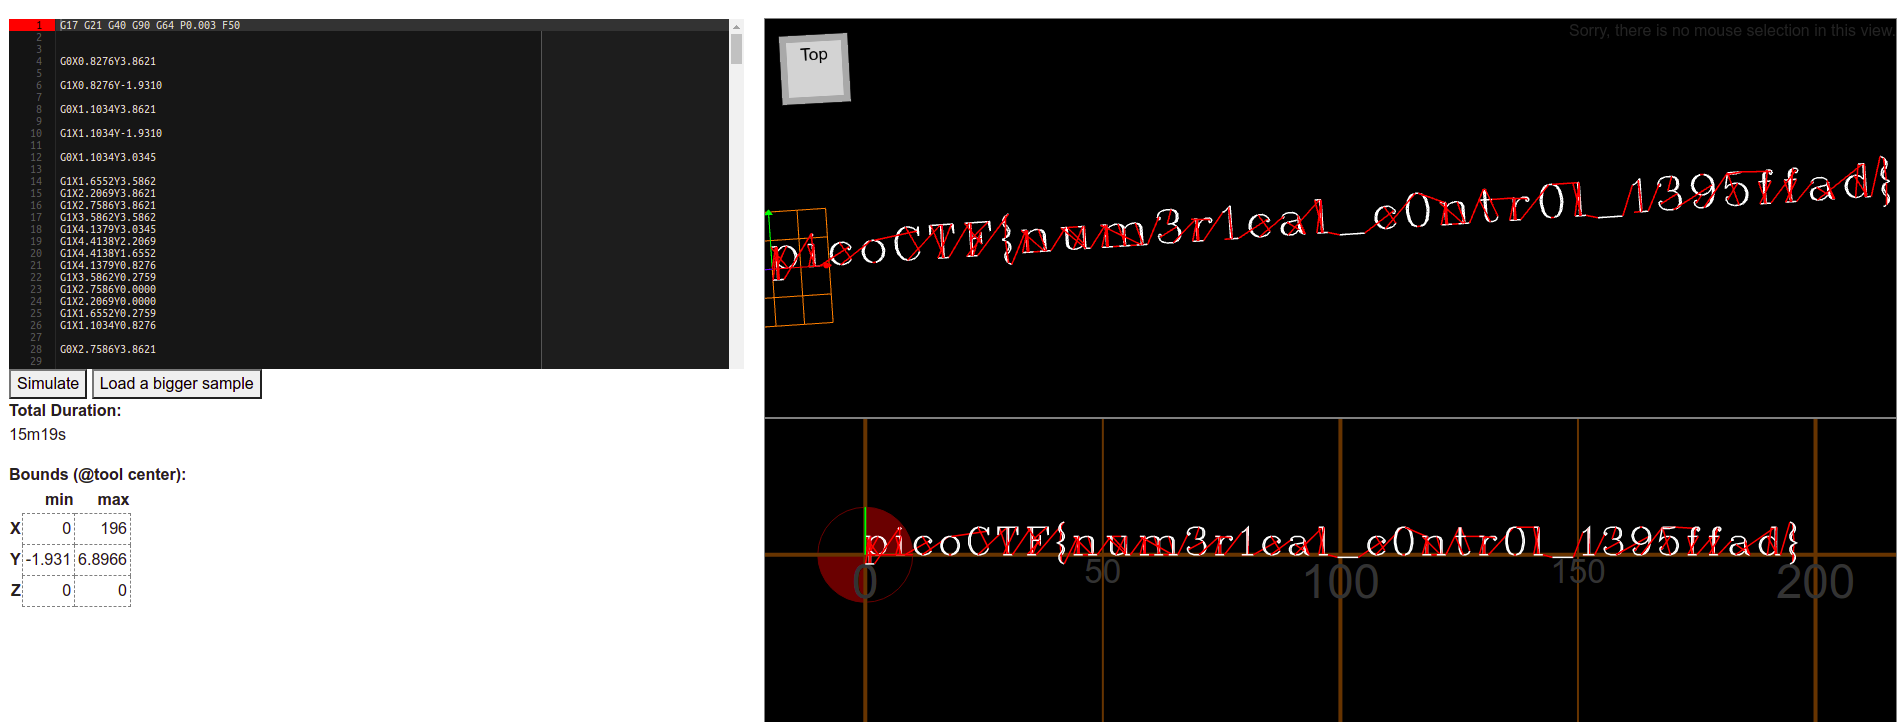 1 G17 G21 G40 G90 G64 P0.003 F50
2
3
4 G0X0.8276Y3.8621
5
6 G1X0.8276Y-1.9310
7
8 G0X1.1034Y3.8621
9
10 G1X1.1034Y-1.9310
11
12 G0X1.1034Y3.0345
13
14 G1X1.6552Y3.5862
15 G1X2.2069Y3.8621
16 G1X2.7586Y3.8621
17 G1X3.5862Y3.5862
18 G1X4.1379Y3.0345
19 G1X4.4138Y2.2069
20 G1X4.4138Y1.6552
21 G1X4.1379Y0.8276
22 G1X3.5862Y0.2759
23 G1X2.7586Y0.0000
24 G1X2.2069Y0.0000
25 G1X1.6552Y0.2759
26 G1X1.1034Y0.8276
27
28 G0X2.7586Y3.8621
29
Simulate Load a bigger sample
Total Duration:
15m19s
Bounds (@tool center):
min max
X 0 196
Y -1.931 6.8966
Z 0 0
Sorry, there is no mouse selection in this view.
Top
picoCTF{num3r1cal_c0ntr0l_1395ffad}
picoCTF{num3r1cal_c0ntr0l_1395ffad}
0 50 100 150 200